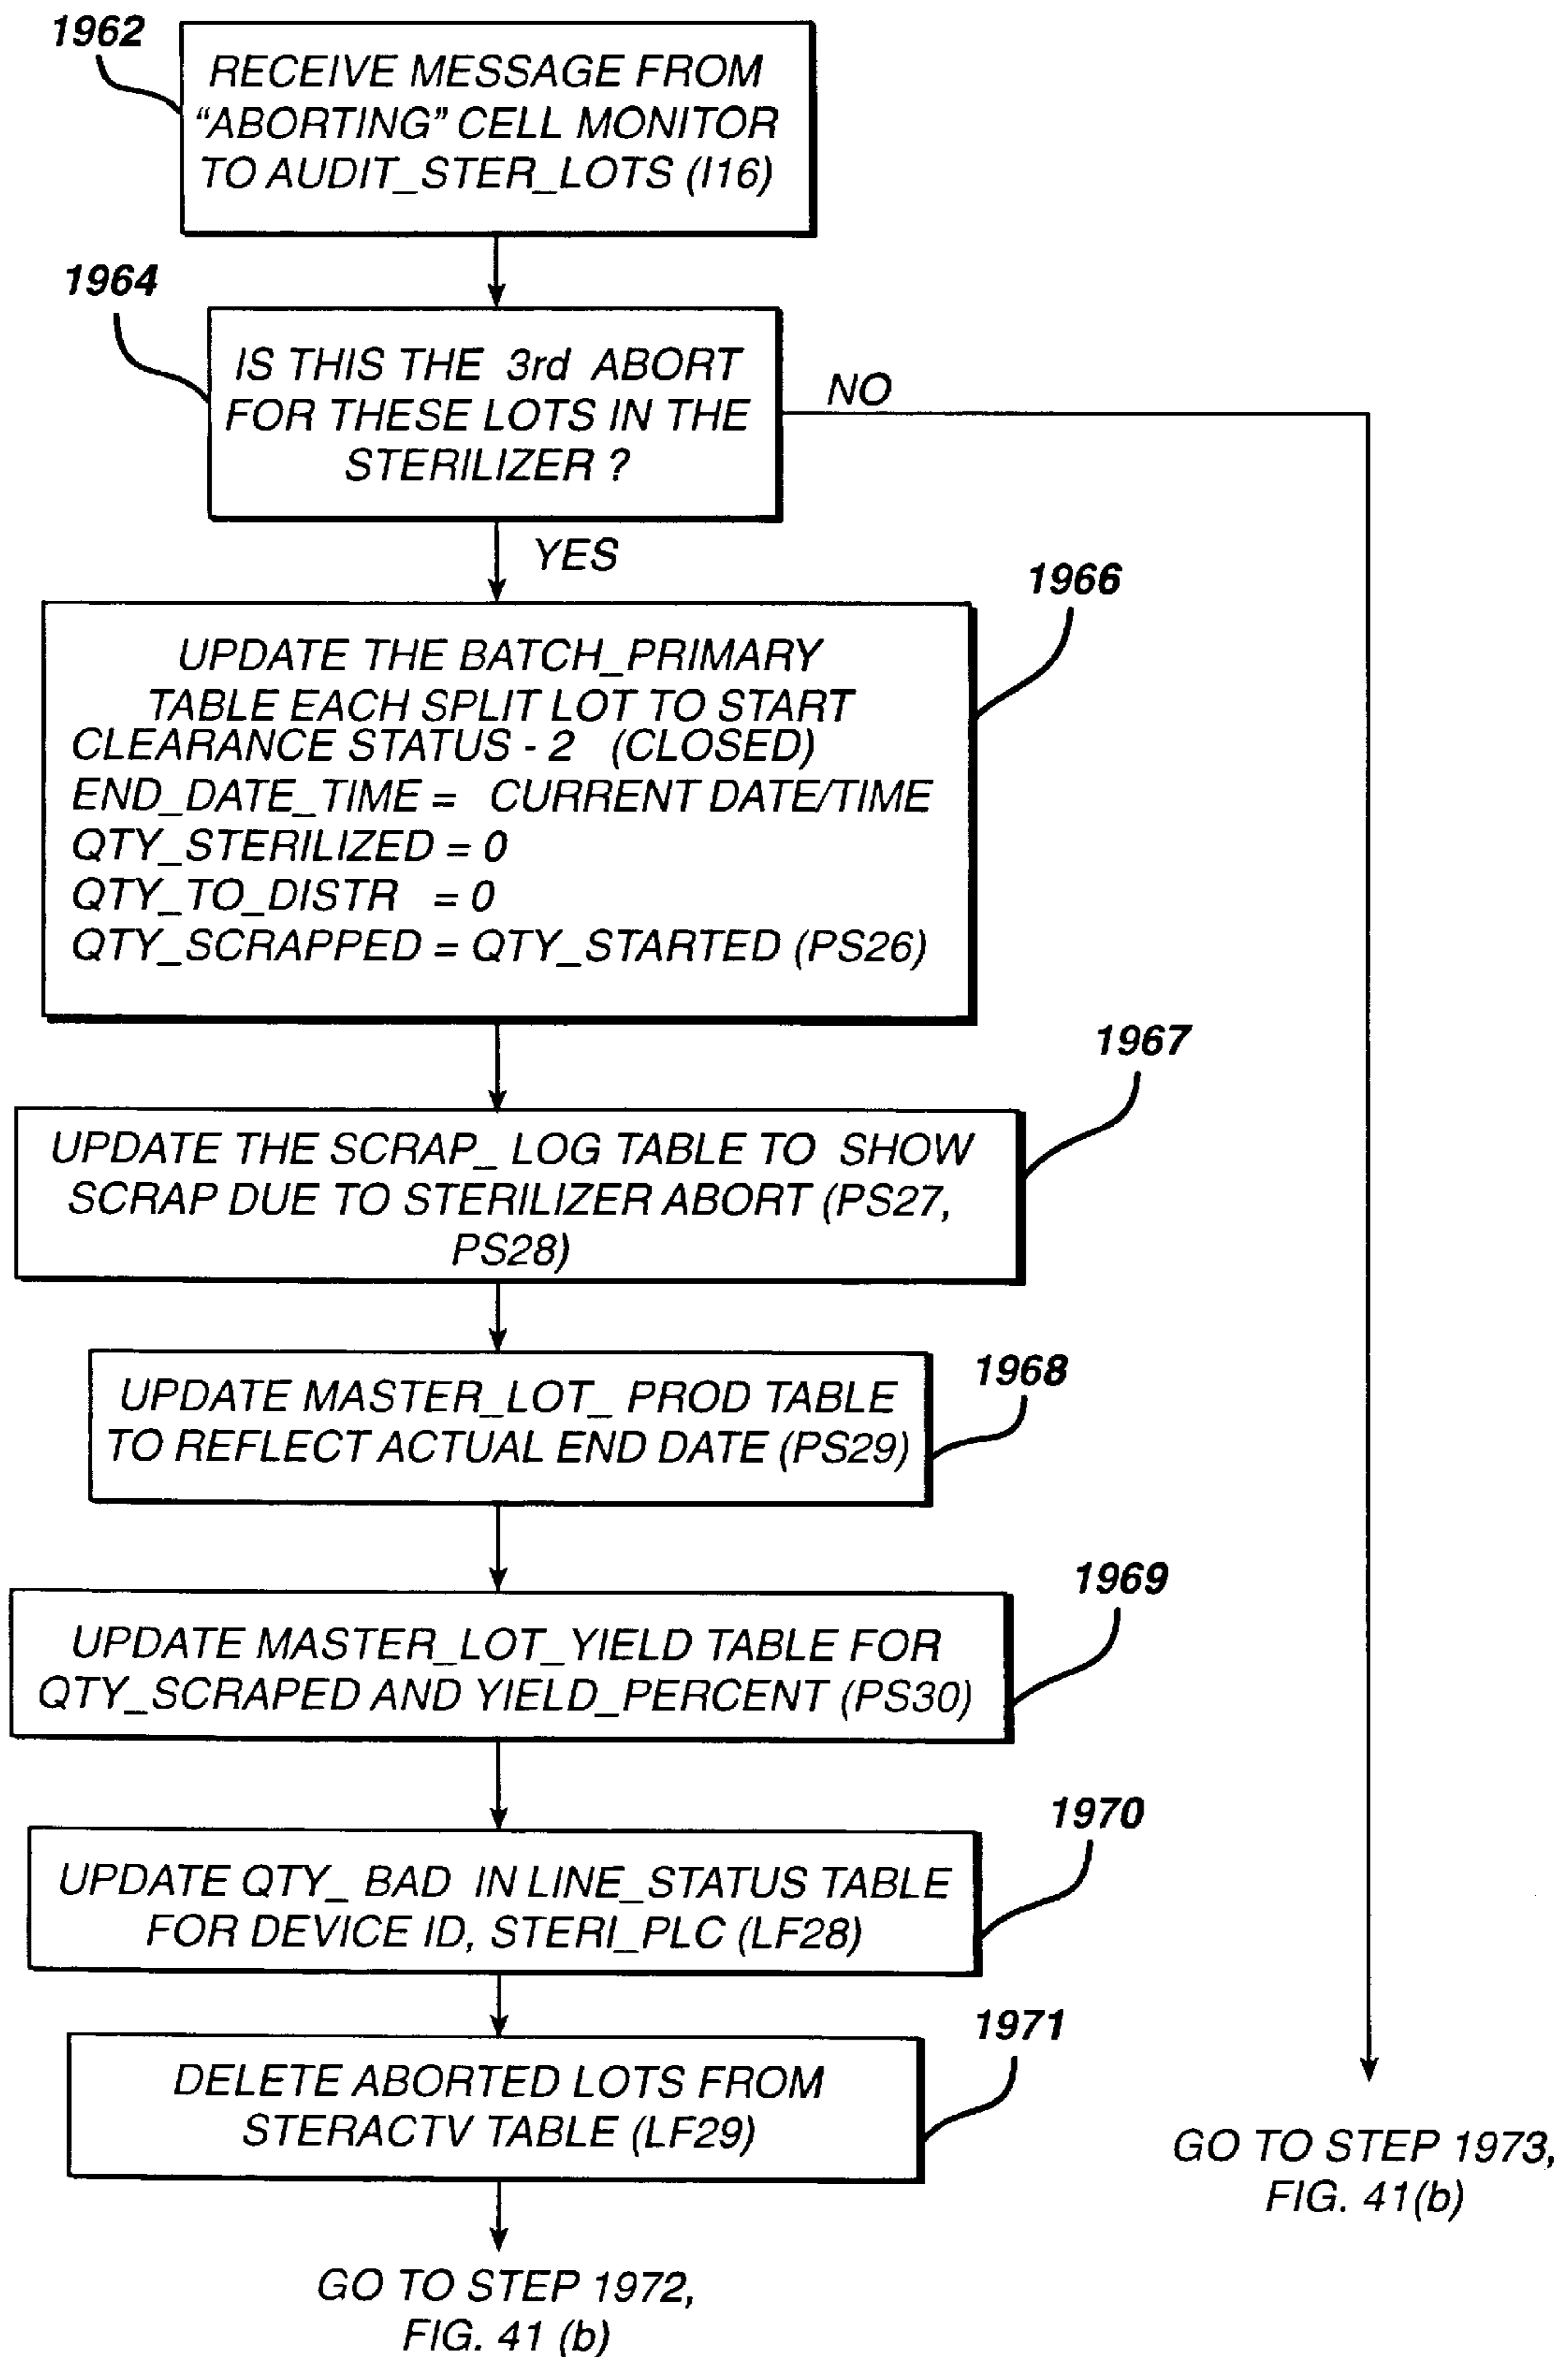 1962
RECEIVE MESSAGE FROM
“ABORTING” CELL MONITOR
TO AUDIT_STER_LOTS (I16)
1964
IS THIS THE 3rd ABORT
FOR THESE LOTS IN THE
STERILIZER ?
NO
YES
1966
UPDATE THE BATCH_PRIMARY
TABLE EACH SPLIT LOT TO START
CLEARANCE STATUS - 2 (CLOSED)
END_DATE_TIME = CURRENT DATE/TIME
QTY_STERILIZED = 0
QTY_TO_DISTR = 0
QTY_SCRAPPED = QTY_STARTED (PS26)
1967
UPDATE THE SCRAP_ LOG TABLE TO SHOW
SCRAP DUE TO STERILIZER ABORT (PS27,
PS28)
1968
UPDATE MASTER_LOT_ PROD TABLE
TO REFLECT ACTUAL END DATE (PS29)
1969
UPDATE MASTER_LOT_YIELD TABLE FOR
QTY_SCRAPED AND YIELD_PERCENT (PS30)
1970
UPDATE QTY_ BAD IN LINE_STATUS TABLE
FOR DEVICE ID, STERI_PLC (LF28)
1971
DELETE ABORTED LOTS FROM
STERACTV TABLE (LF29)
GO TO STEP 1973,
FIG. 41(b)
GO TO STEP 1972,
FIG. 41 (b)